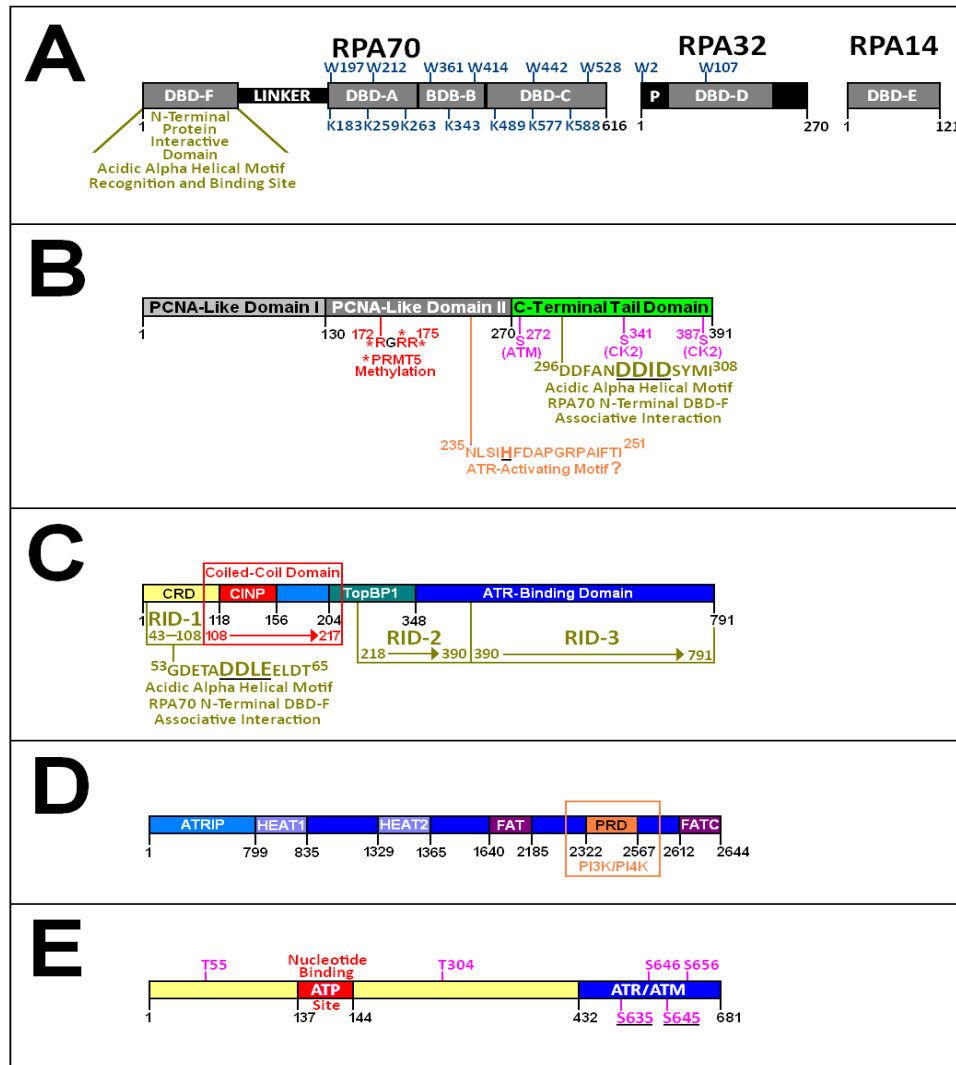 A
RPA70
RPA32
RPA14
W197 W212 W361 W414 W442 W528 W2 W107
DBD-F LINKER DBD-A BDB-B DBD-C P DBD-D DBD-E
1 K183 K259 K263 K343 K489 K577 K588 616 1 270 1 121
N-Terminal
Protein
Interactive
Domain
Acidic Alpha Helical Motif
Recognition and Binding Site
B
PCNA-Like Domain I PCNA-Like Domain II C-Terminal Tail Domain
1 130 172 175 270 272 341 387 391
*RGRR* S S S
*
(ATM) (CK2) (CK2)
*PRMT5
Methylation
296DDFANDDIDSYMI308
Acidic Alpha Helical Motif
RPA70 N-Terminal DBD-F
Associative Interaction
235NLSIHFDAPGRPAIFTI251
ATR-Activating Motif?
C
Coiled-Coil Domain
CRD CINP TopBP1 ATR-Binding Domain
1 118 156 204 348 791
RID-1 RID-2 RID-3
43—108 108 217
218 390 390 791
53GDETADDLEELDT65
Acidic Alpha Helical Motif
RPA70 N-Terminal DBD-F
Associative Interaction
D
ATRIP HEAT1 HEAT2 FAT PRD FATC
1 799 835 1329 1365 1640 2185 2322 2567 2612 2644
PI3K/PI4K
E
T55 Nucleotide Binding T304 S646 S656
ATP ATR/ATM
Site
1 137 144 432 S635 S645 681